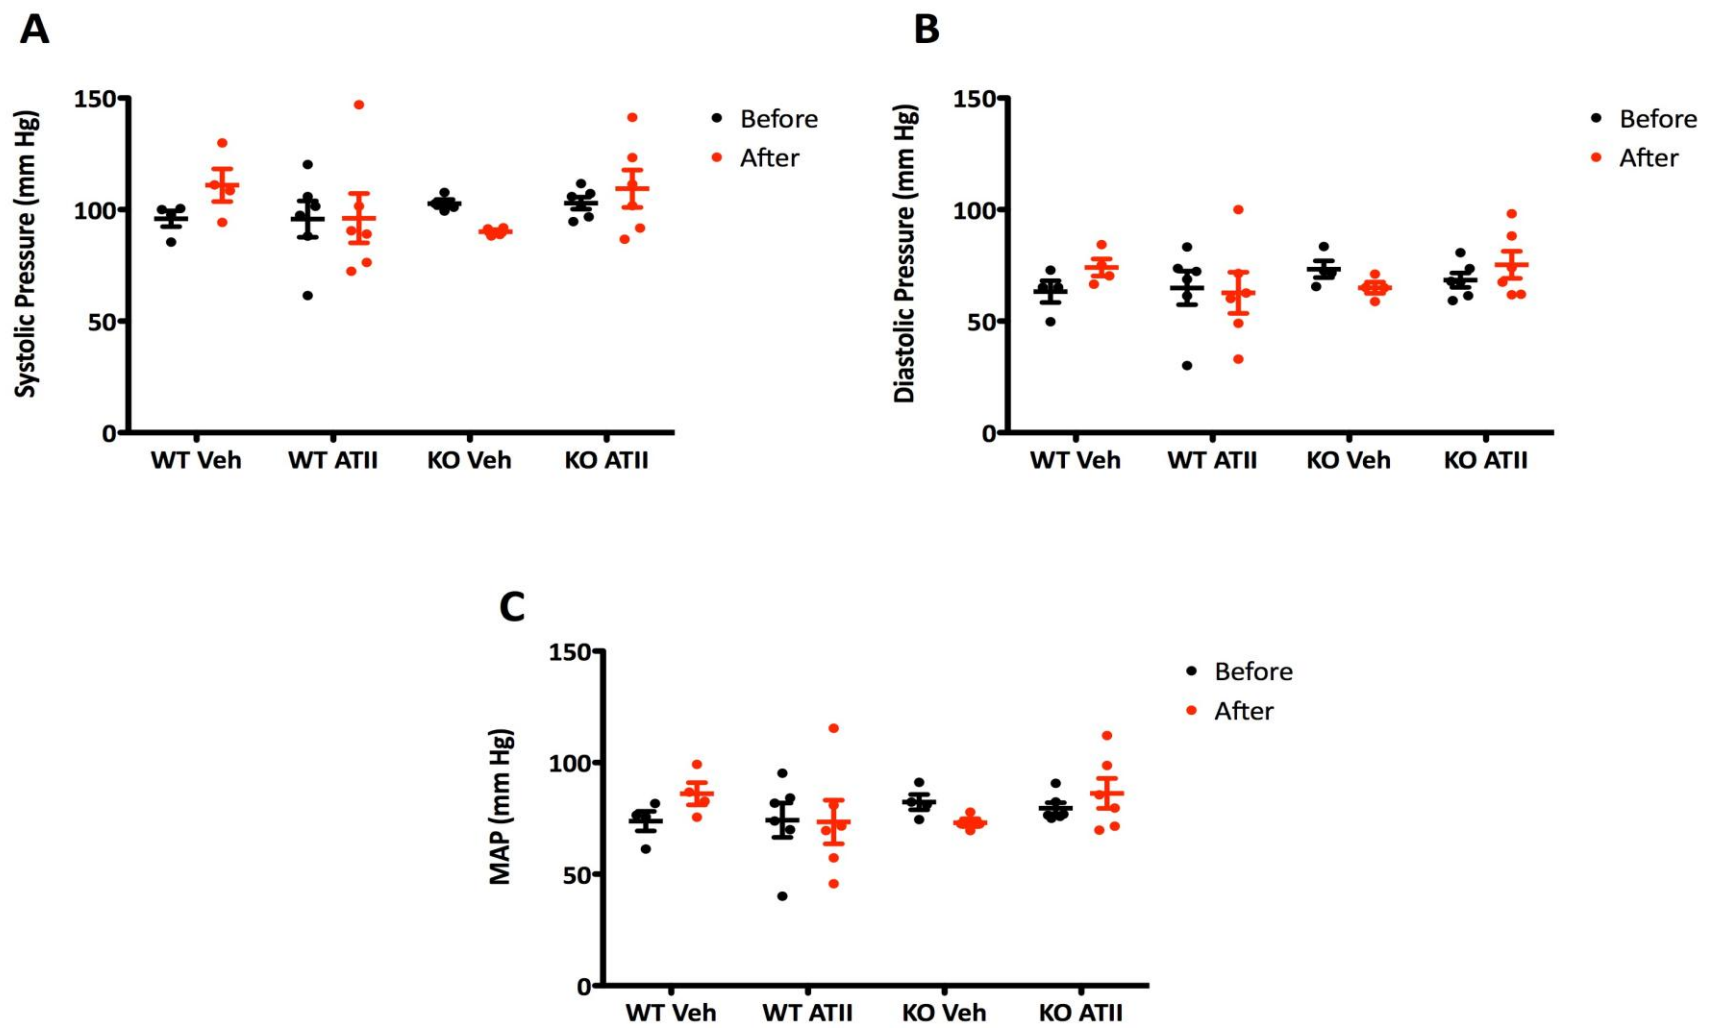 A
Systolic Pressure (mm Hg)
150
100
50
0
WT Veh
WT ATII
KO Veh
KO ATII
Before
After
B
Diastolic Pressure (mm Hg)
150
100
50
0
WT Veh
WT ATII
KO Veh
KO ATII
Before
After
C
MAP (mm Hg)
150
100
50
0
WT Veh
WT ATII
KO Veh
KO ATII
Before
After